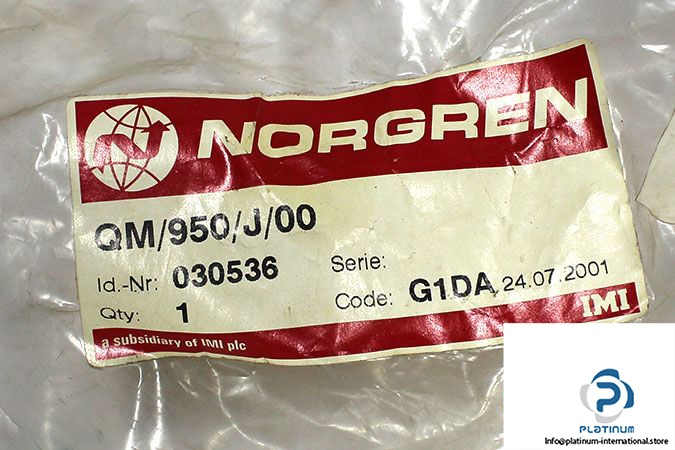 NORGREN
QM/950/J/00
Id.-Nr: 030536
Serie:
Qty: 1
Code: G1DA 24.07.2001
IMI
a subsidiary of IMI plc
PLATINUM
Info@platinum-international.store